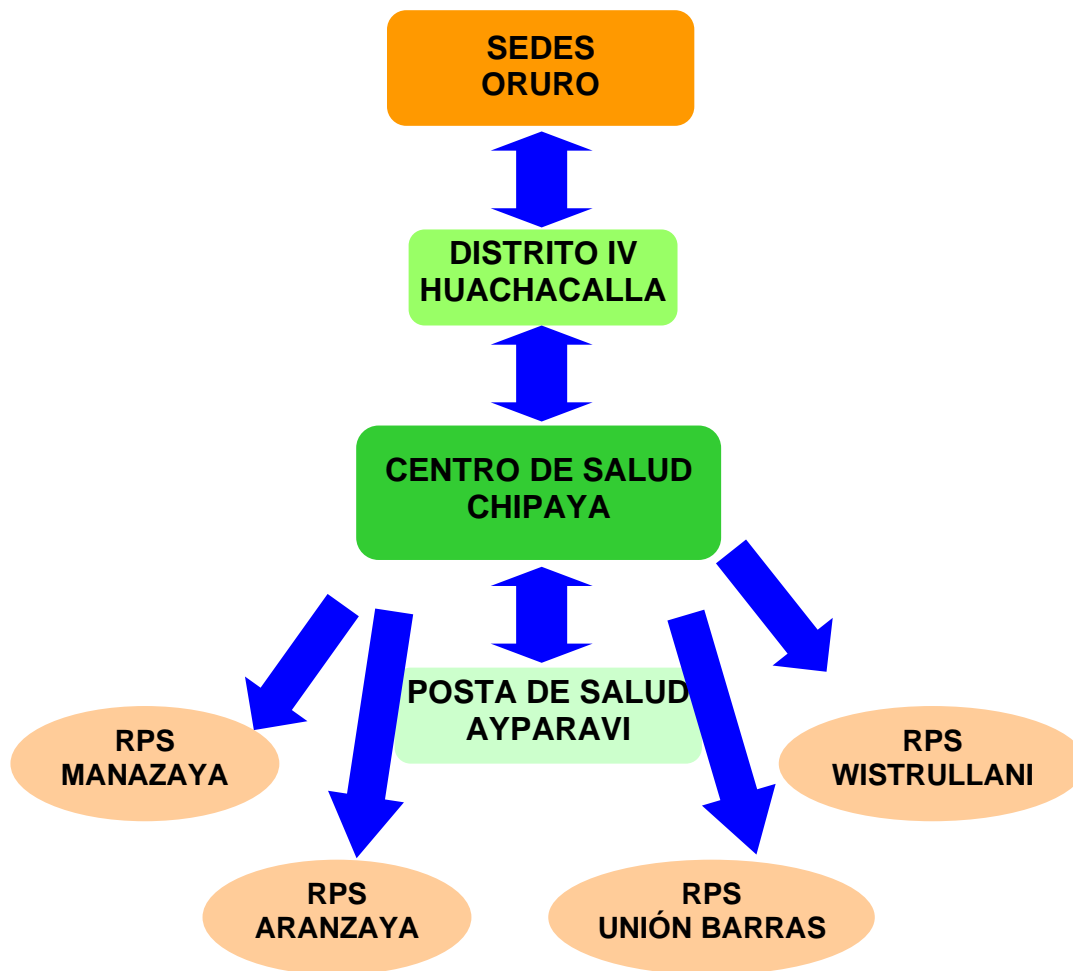 SEDES
ORURO
DISTRITO IV
HUACHACALLA
CENTRO DE SALUD
CHIPAYA
POSTA DE SALUD
AYPARAVI
RPS
MANAZAYA
RPS
WISTRULLANI
RPS
ARANZAYA
RPS
UNIÓN BARRAS